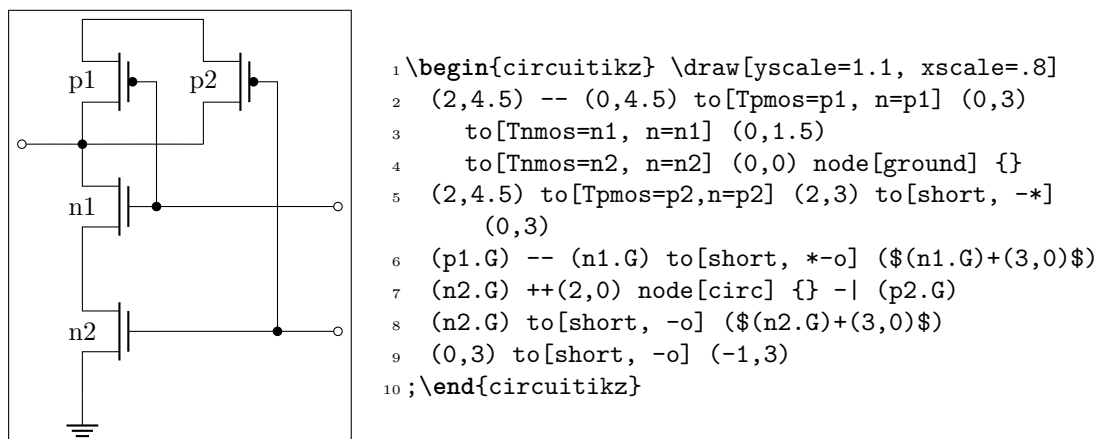 p1
p2
n1
n2
1 \begin{circuitikz} \draw[yscale=1.1, xscale=.8]
2 (2,4.5) -- (0,4.5) to[Tpmos=p1, n=p1] (0,3)
3 to[Tnmos=n1, n=n1] (0,1.5)
4 to[Tnmos=n2, n=n2] (0,0) node[ground] {}
5 (2,4.5) to[Tpmos=p2,n=p2] (2,3) to[short, -*]
(0,3)
6 (p1.G) -- (n1.G) to[short, *-o] ($(n1.G)+(3,0)$)
7 (n2.G) ++(2,0) node[circ] {} -| (p2.G)
8 (n2.G) to[short, -o] ($(n2.G)+(3,0)$)
9 (0,3) to[short, -o] (-1,3)
10 ;\end{circuitikz}